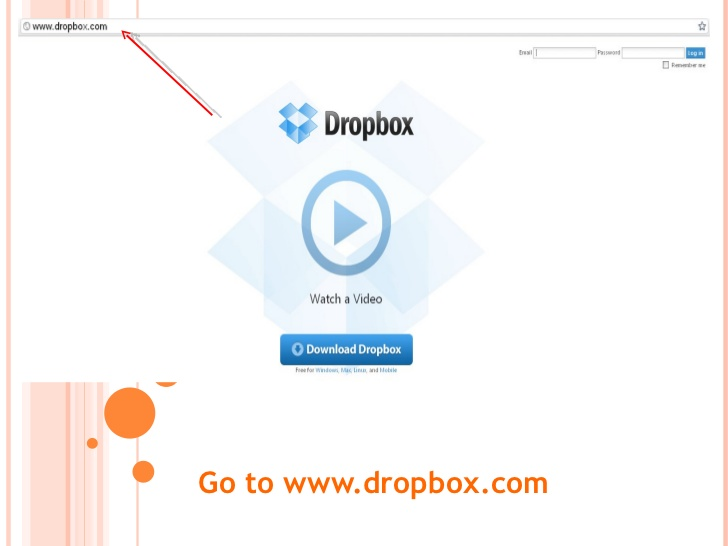 www.dropbox.com
Email Password Log in
Remember me
Dropbox
Watch a Video
Download Dropbox
Free for Windows, Mac, Linux, and Mobile
Go to www.dropbox.com